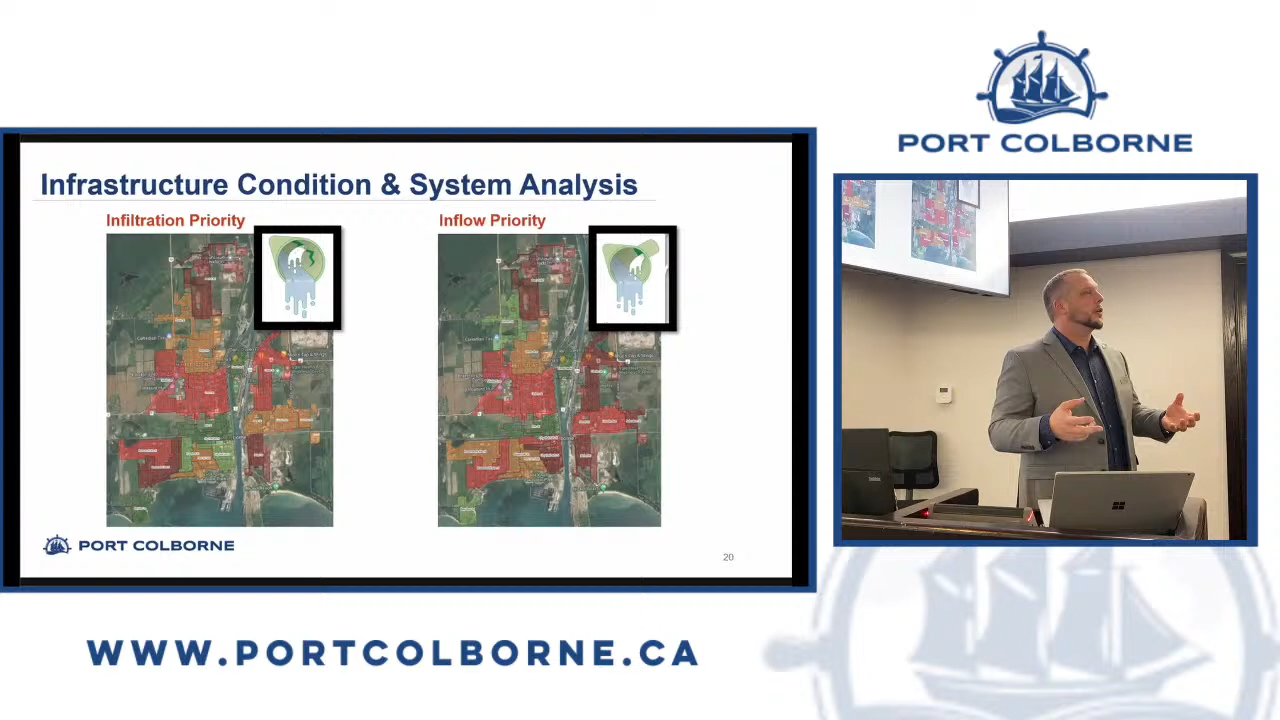 Infrastructure Condition & System Analysis
Infiltration Priority
Inflow Priority
PORT COLBORNE
20
WWW.PORTCOLBORNE.CA
PORT COLBORNE